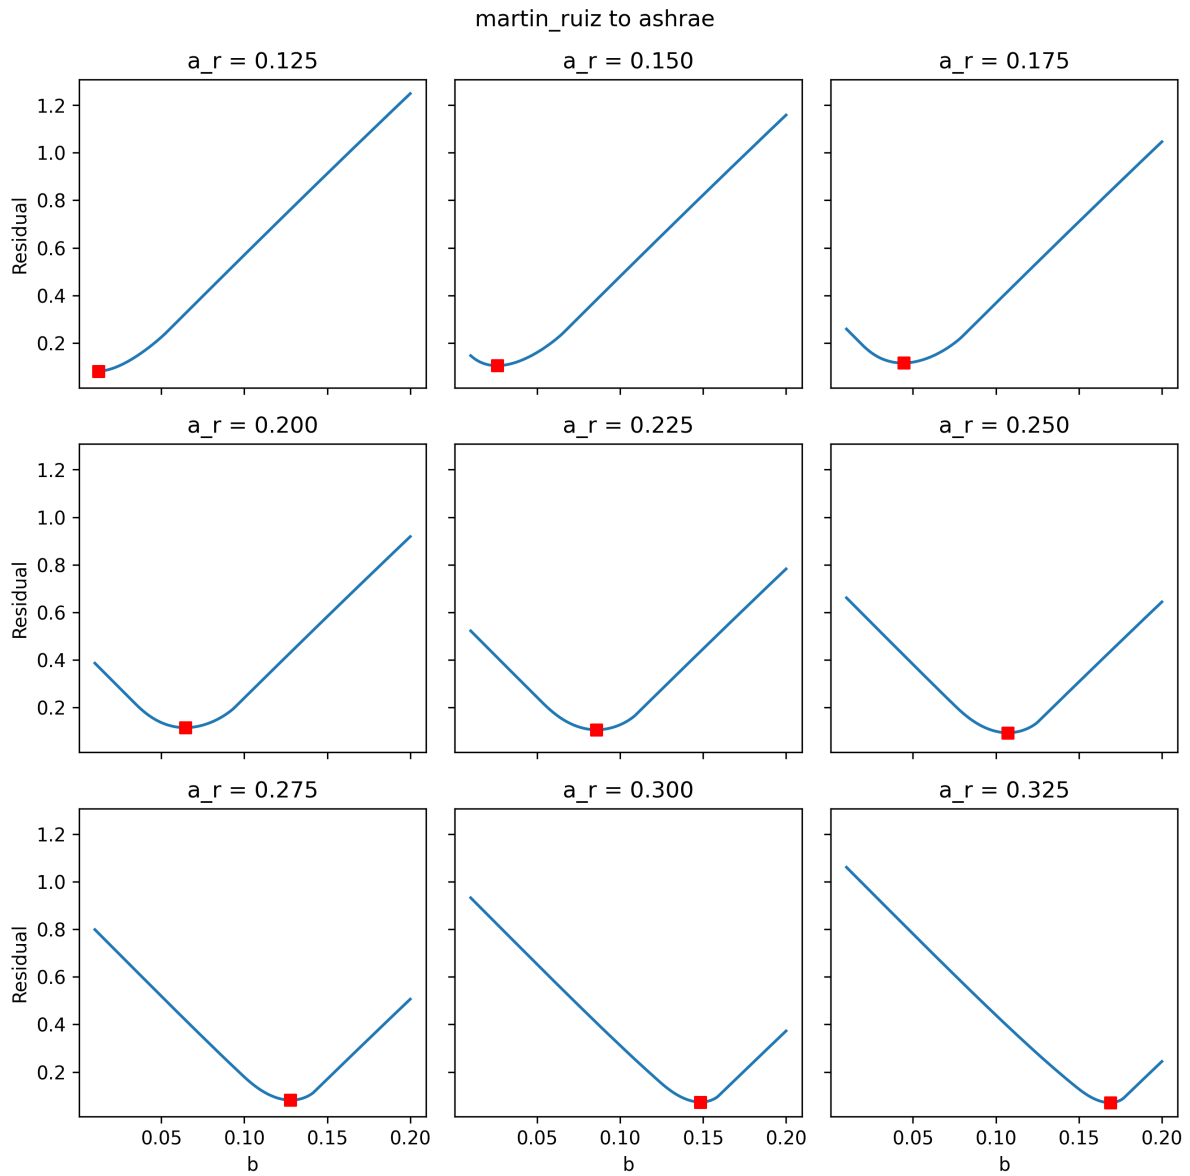 martin_ruiz to ashrae
a_r = 0.125
a_r = 0.150
a_r = 0.175
1.2
1.0
0.8
0.6
0.4
0.2
Residual
a_r = 0.200
a_r = 0.225
a_r = 0.250
1.2
1.0
0.8
0.6
0.4
0.2
Residual
a_r = 0.275
a_r = 0.300
a_r = 0.325
1.2
1.0
0.8
0.6
0.4
0.2
Residual
0.05 0.10 0.15 0.20
b
0.05 0.10 0.15 0.20
b
0.05 0.10 0.15 0.20
b